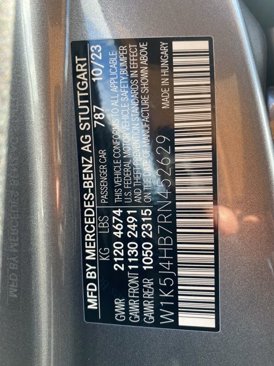 MFD BY MERCEDES-BENZ AG STUTTGART
KG LBS PASSENGER CAR 787 10/23
GVWR 2120 4674
GAWR FRONT 1130 2491
GAWR REAR 1050 2315
THIS VEHICLE CONFORMS TO ALL APPLICABLE
U.S. FEDERAL MOTOR VEHICLE SAFETY, BUMPER
AND THEFT PREVENTION STANDARDS IN EFFECT
ON THE DATE OF MANUFACTURE SHOWN ABOVE
W1K5J4HB7RN452629 MADE IN HUNGARY